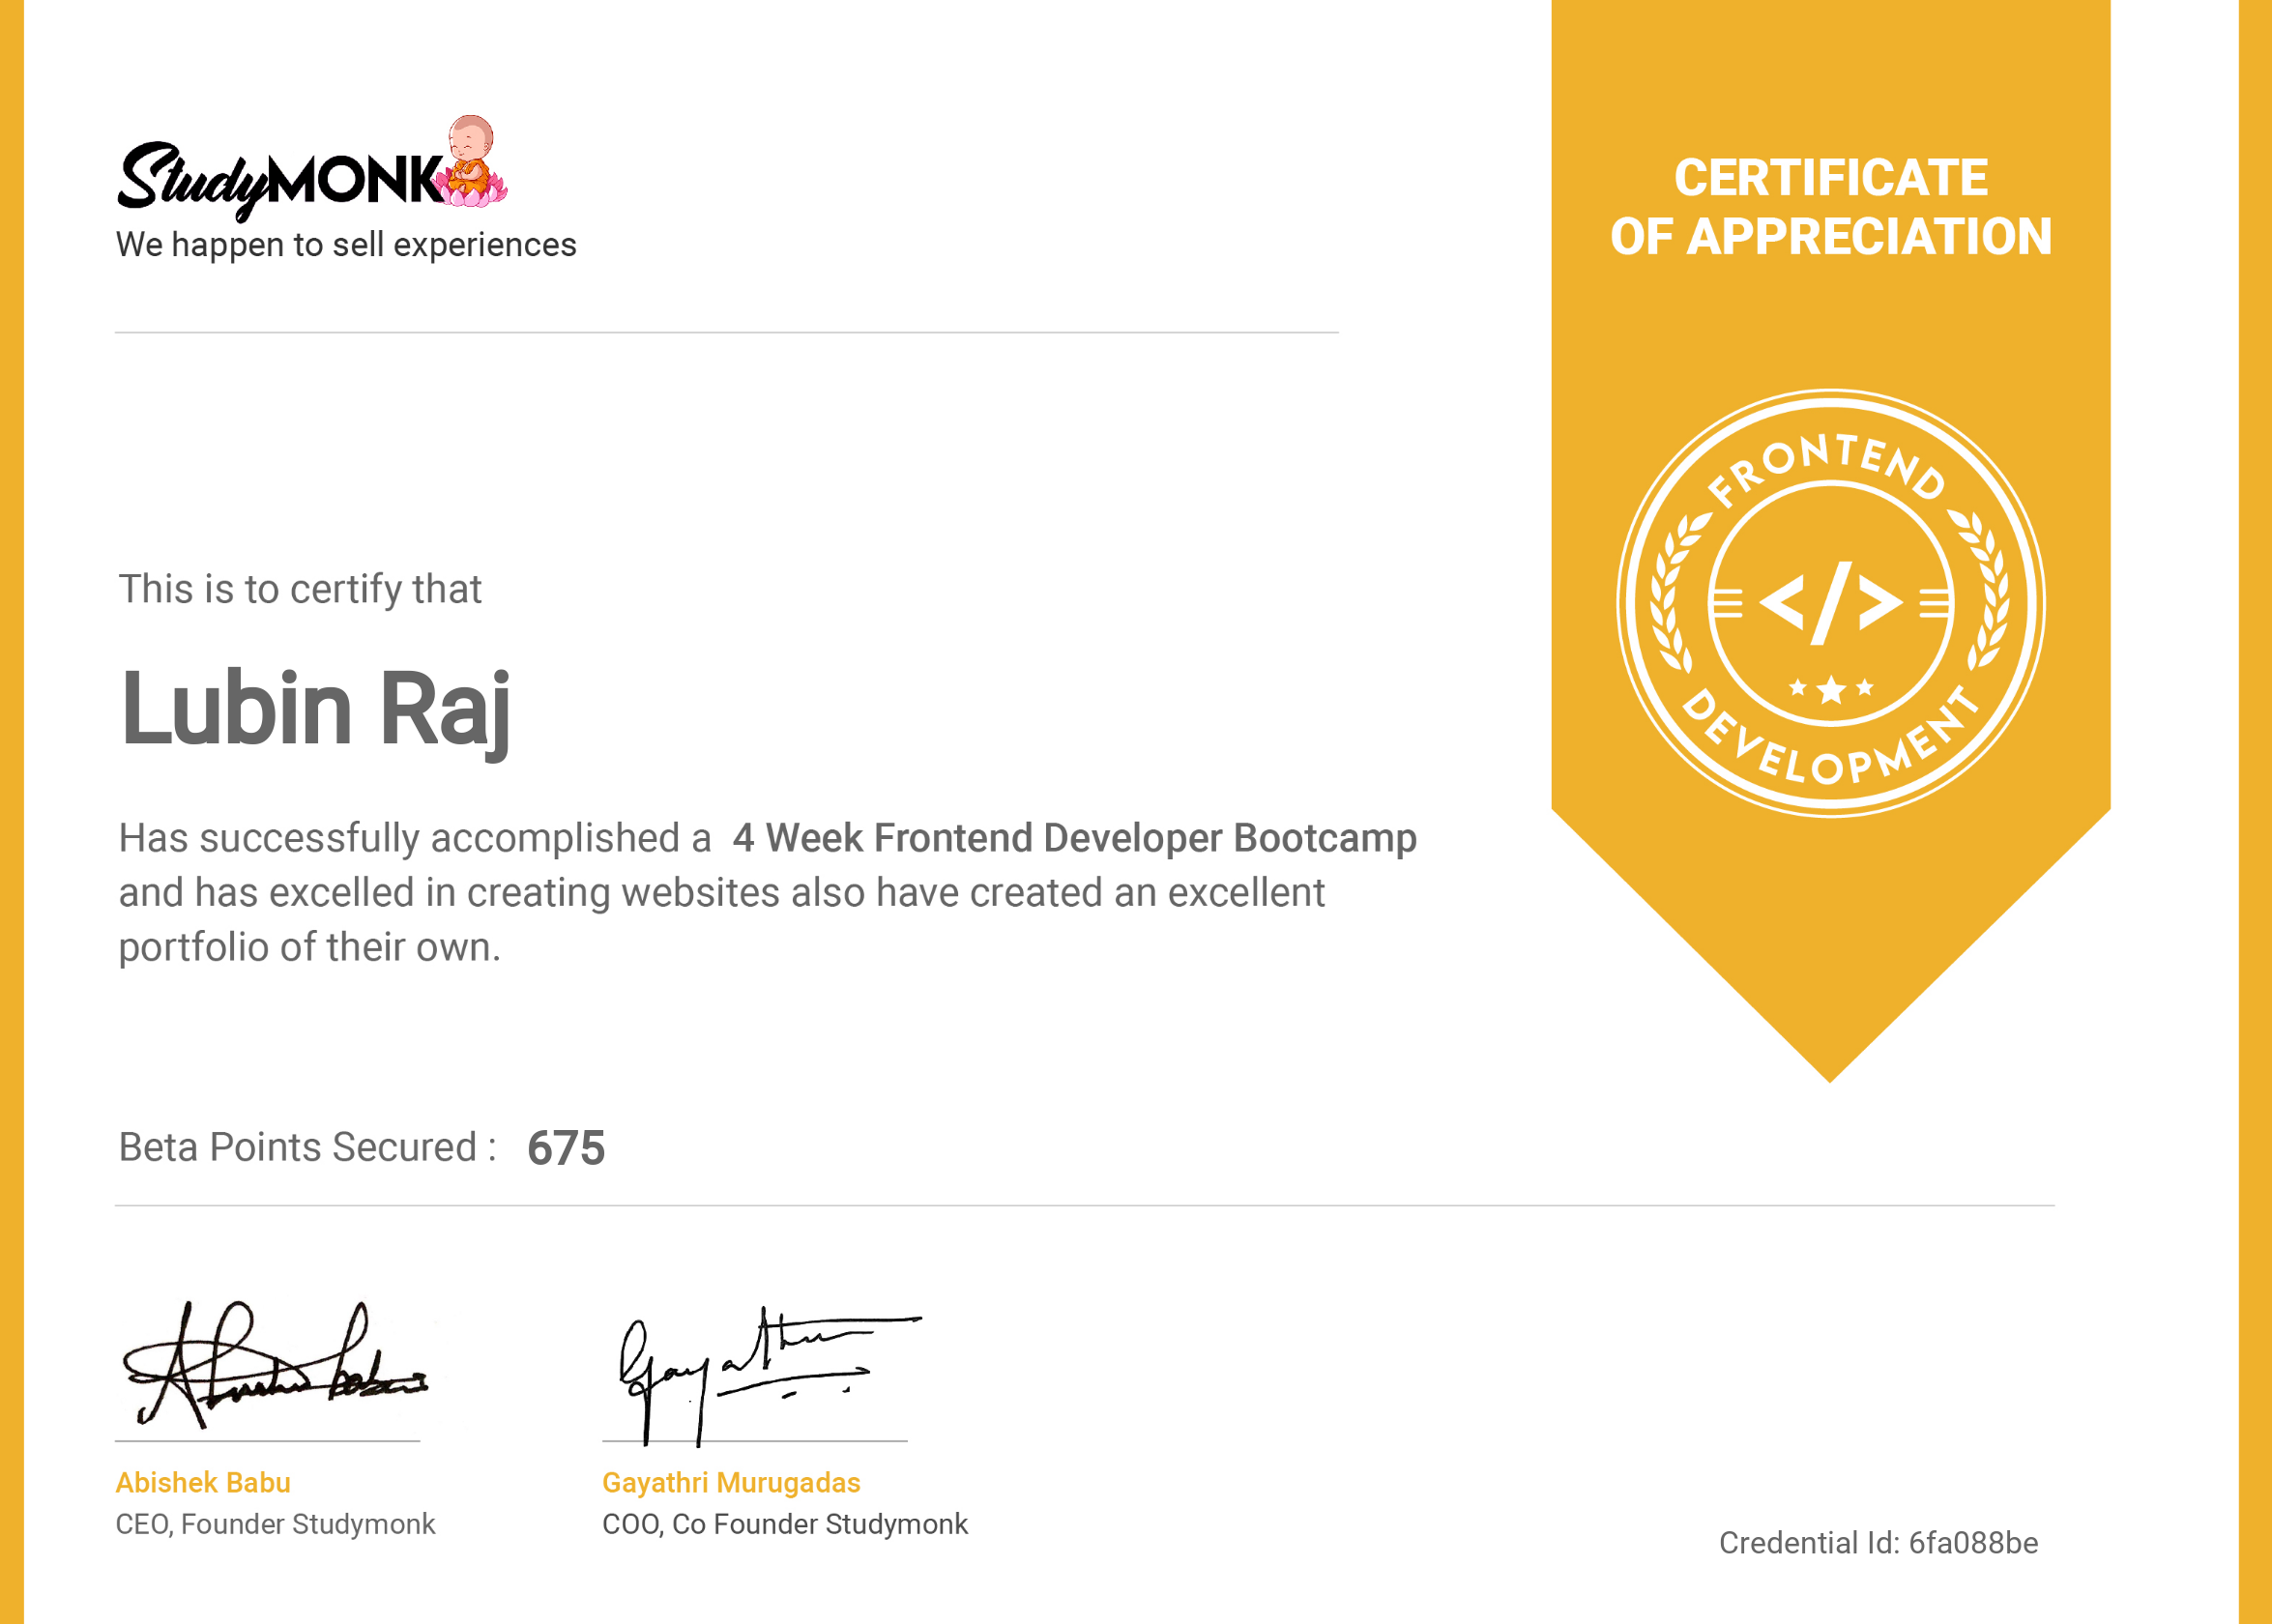 StudyMONK
We happen to sell experiences
CERTIFICATE
OF APPRECIATION
FRONTEND
</>
DEVELOPMENT
This is to certify that
Lubin Raj
Has successfully accomplished a 4 Week Frontend Developer Bootcamp
and has excelled in creating websites also have created an excellent
portfolio of their own.
Beta Points Secured : 675
Abishek Babu
Gayathri
Abishek Babu
CEO, Founder Studymonk
Gayathri Murugadas
COO, Co Founder Studymonk
Credential Id: 6fa088be